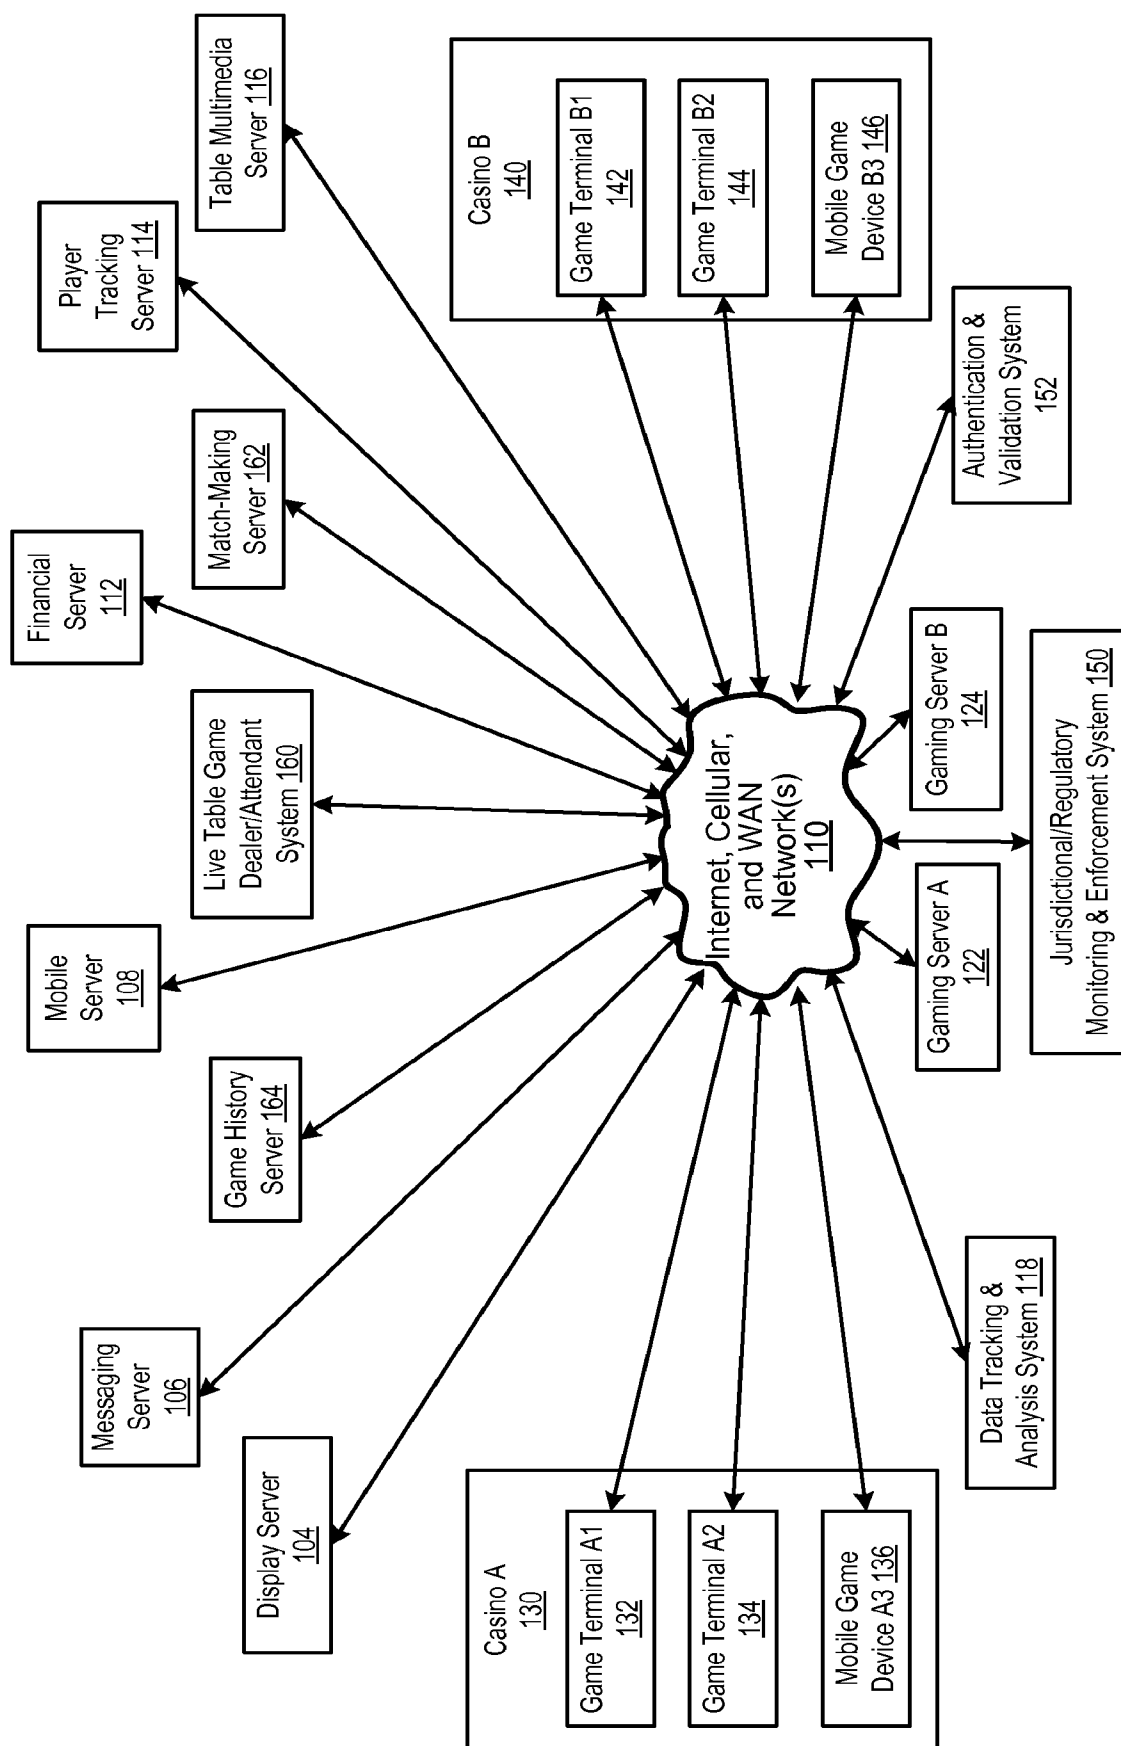 Financial
Server
112
Mobile
Server
108
Player
Tracking
Server 114
Messaging
Server
106
Live Table Game
Dealer/Attendant
System 160
Match-Making
Server 162
Table Multimedia
Server 116
Game History
Server 164
Display Server
104
Casino A
130
Game Terminal A1
132
Game Terminal A2
134
Mobile Game
Device A3 136
Internet, Cellular,
and WAN
Network(s)
110
Casino B
140
Game Terminal B1
142
Game Terminal B2
144
Mobile Game
Device B3 146
Data Tracking &
Analysis System 118
Gaming Server A
122
Gaming Server B
124
Authentication &
Validation System
152
Jurisdictional/Regulatory
Monitoring & Enforcement System 150